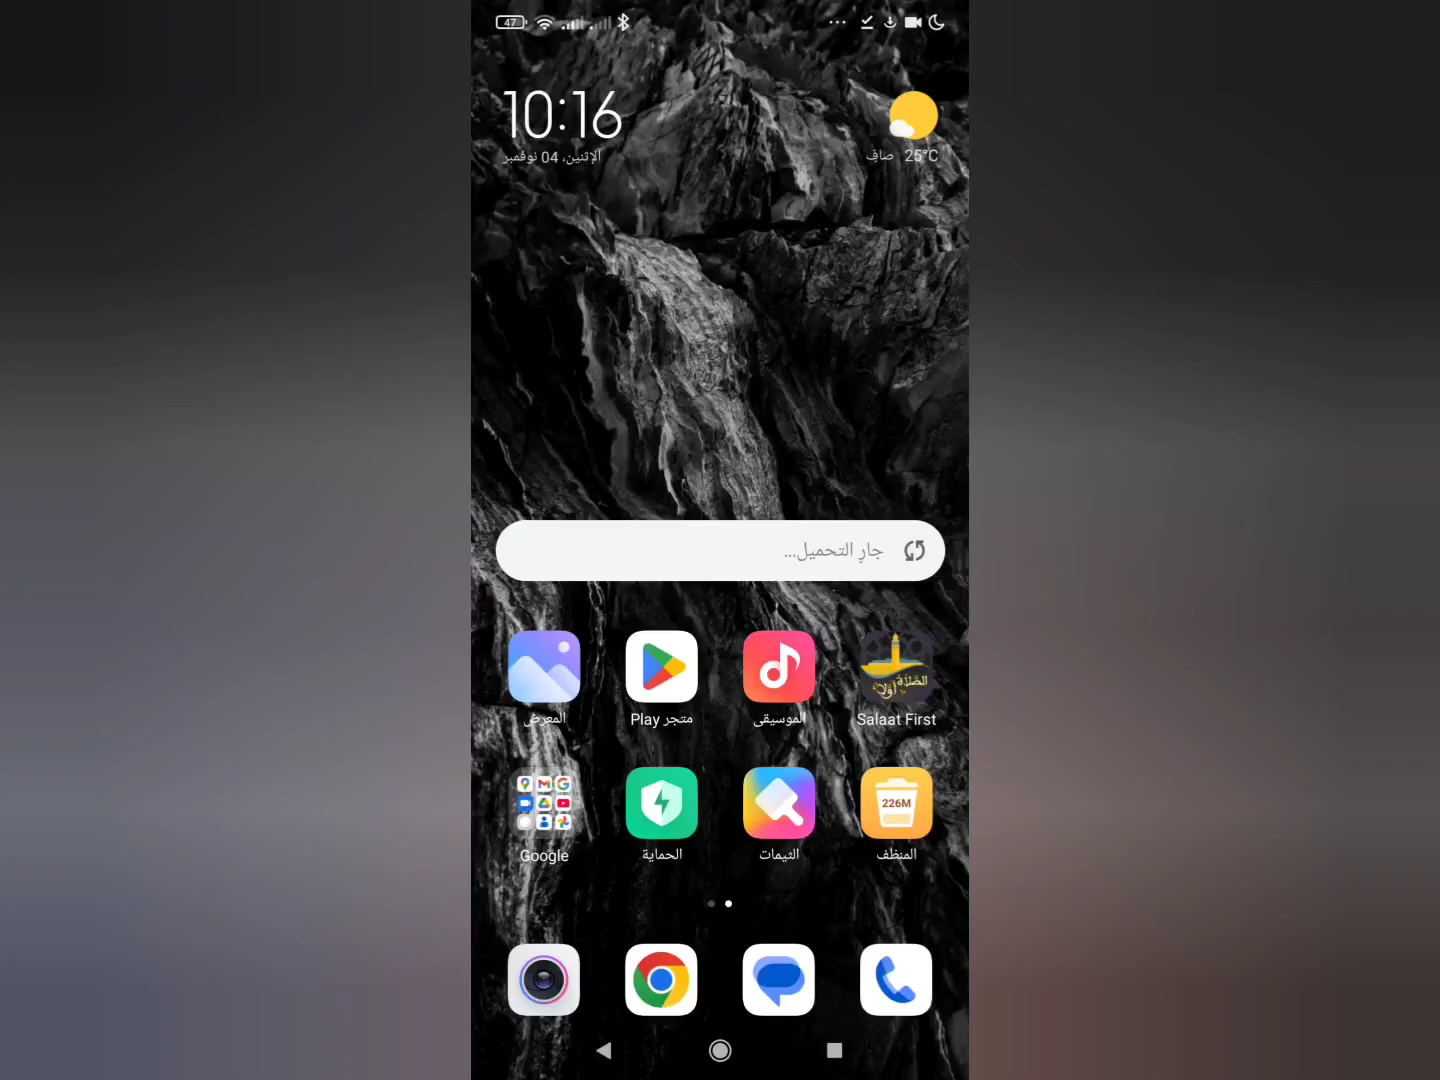 47
10:16
الإثنين، 04 نوفمبر
25°C صافٍ
جارٍ التحميل...
Salaat First
الموسيقى
متجر Play
المعرض
الصلاة أولا
226M
المنظف
الثيمات
الحماية
Google